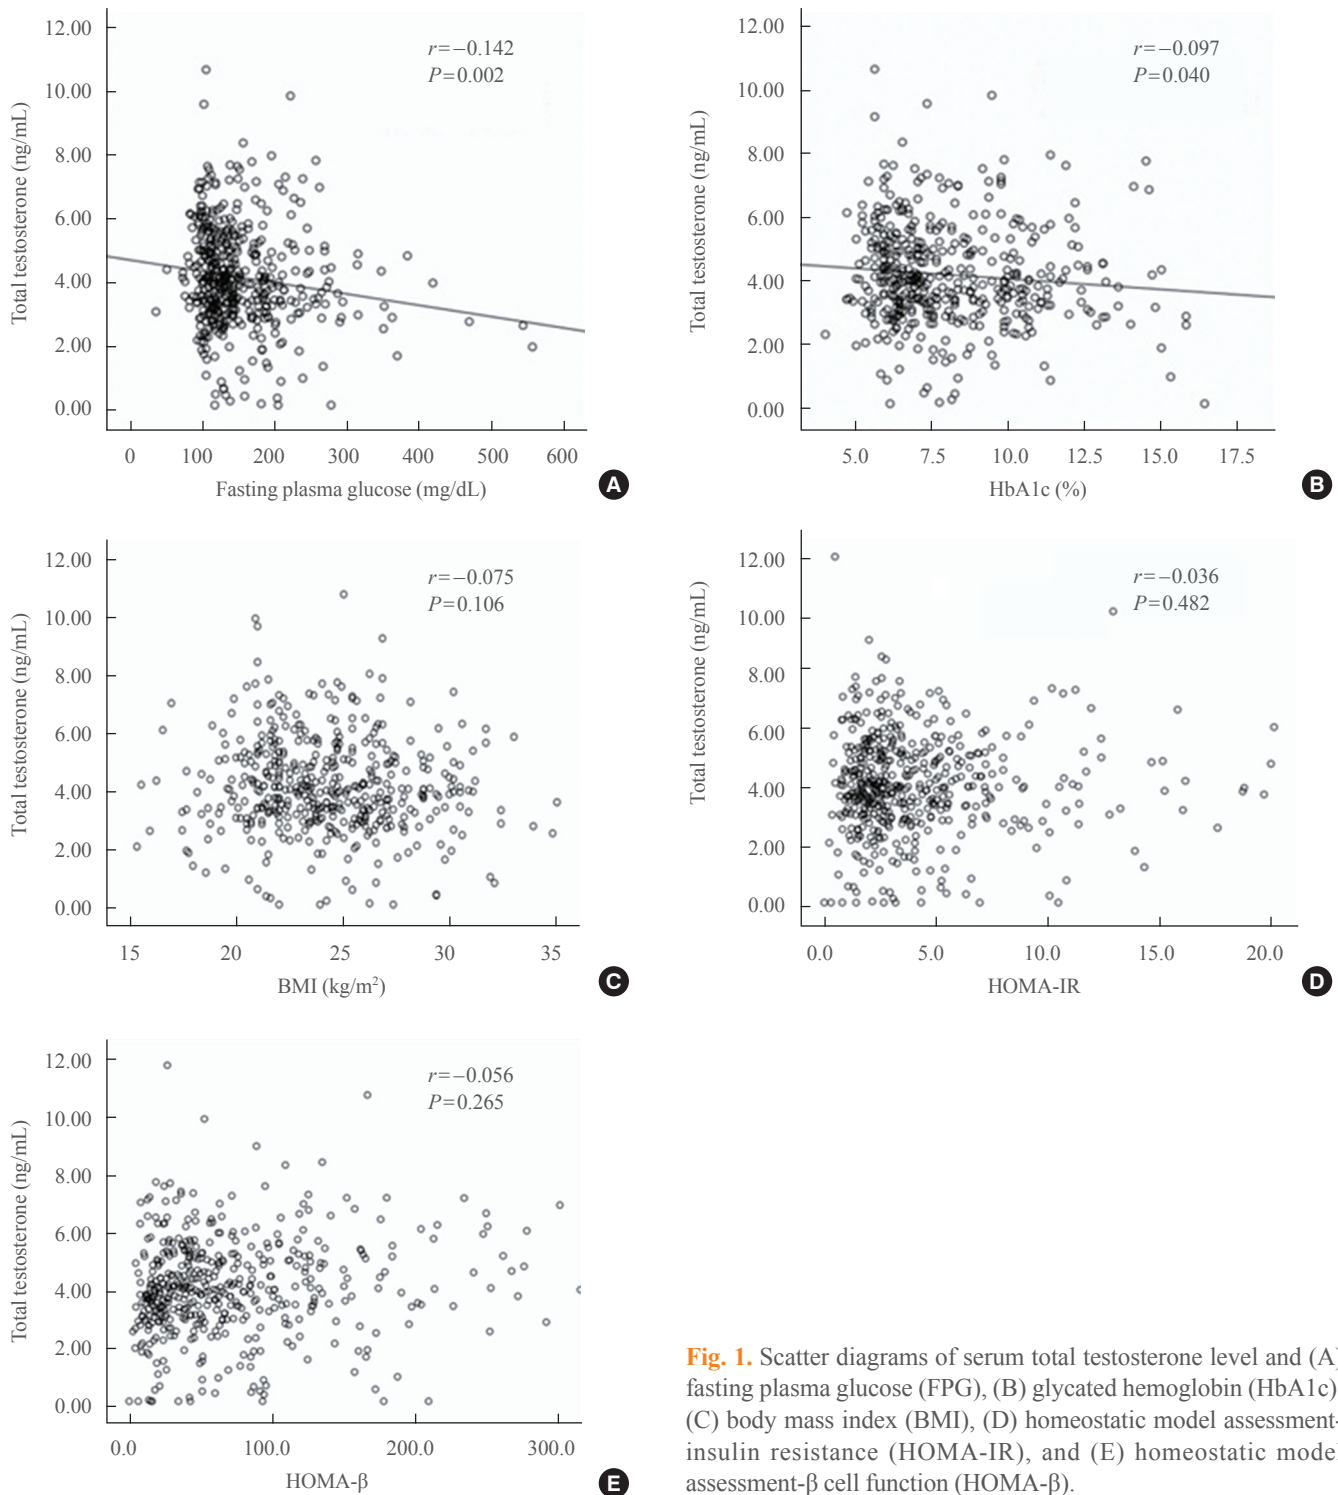 12.00
10.00
8.00
6.00
4.00
2.00
0.00
Total testosterone (ng/mL)
r=−0.142
P=0.002
0 100 200 300 400 500 600
Fasting plasma glucose (mg/dL)
A
12.00
10.00
8.00
6.00
4.00
2.00
0.00
Total testosterone (ng/mL)
r=−0.097
P=0.040
5.0 7.5 10.0 12.5 15.0 17.5
HbA1c (%)
B
12.00
10.00
8.00
6.00
4.00
2.00
0.00
Total testosterone (ng/mL)
r=−0.075
P=0.106
15 20 25 30 35
BMI (kg/m²)
C
12.00
10.00
8.00
6.00
4.00
2.00
0.00
Total testosterone (ng/mL)
r=−0.036
P=0.482
0.0 5.0 10.0 15.0 20.0
HOMA-IR
D
12.00
10.00
8.00
6.00
4.00
2.00
0.00
Total testosterone (ng/mL)
r=−0.056
P=0.265
0.0 100.0 200.0 300.0
HOMA-β
E
Fig. 1. Scatter diagrams of serum total testosterone level and (A)
fasting plasma glucose (FPG), (B) glycated hemoglobin (HbA1c)
(C) body mass index (BMI), (D) homeostatic model assessment-
insulin resistance (HOMA-IR), and (E) homeostatic model
assessment-β cell function (HOMA-β).